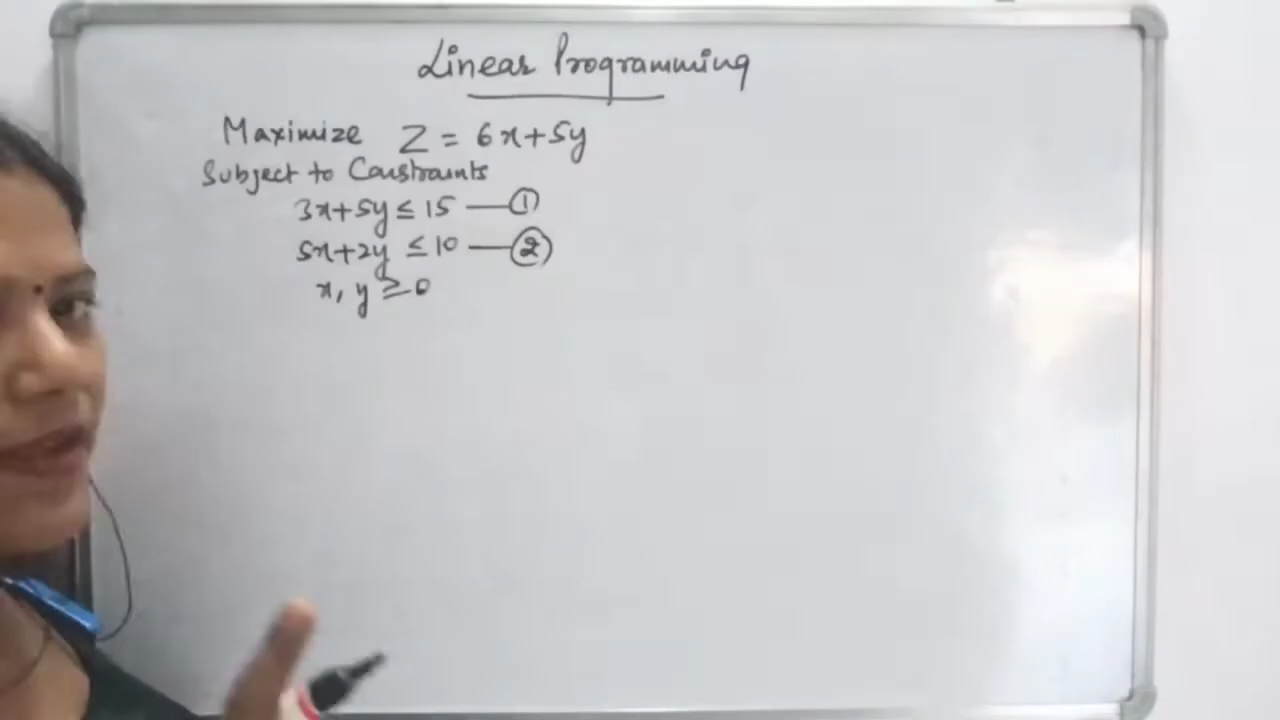 Linear Programming
Maximize Z = 6x+5y
Subject to Constraints
3x+5y ≤ 15 — ①
5x+2y ≤ 10 — ②
x, y ≥ 0